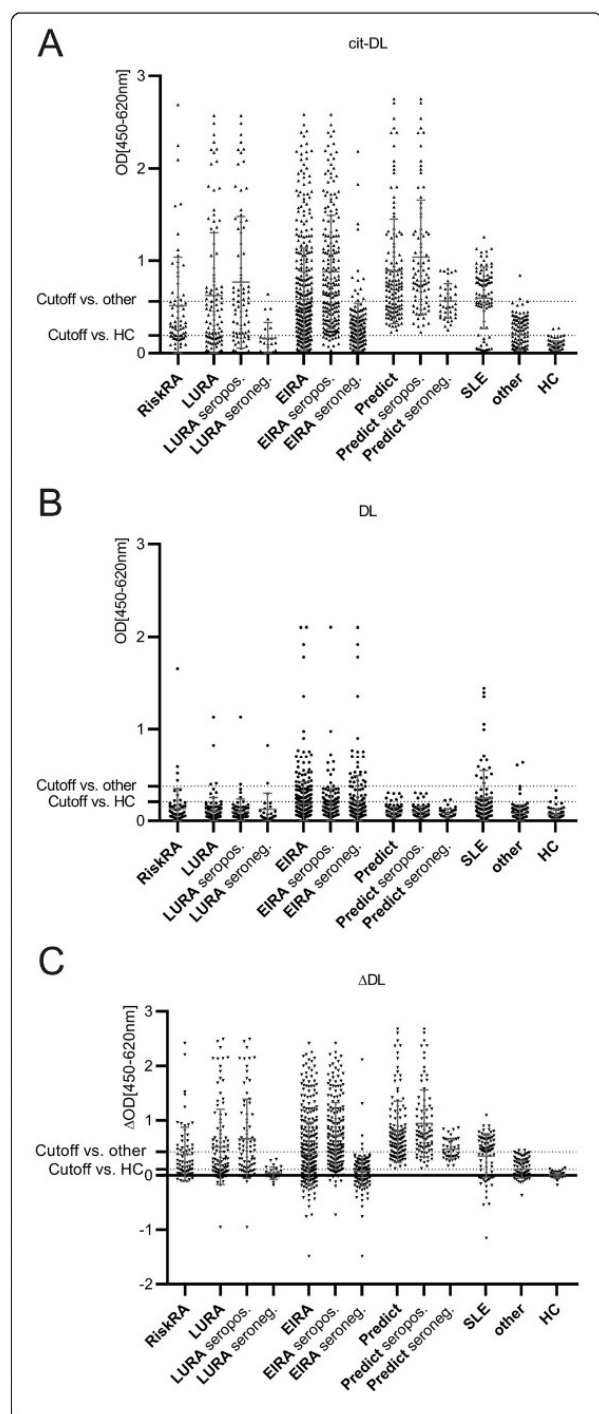 A
cit-DL
OD[450-620nm]
3
2
1
0
Cutoff vs. other
Cutoff vs. HC
RiskRA
LURA
LURA seropos.
LURA seroneg.
EIRA
EIRA seropos.
EIRA seroneg.
Predict
Predict seropos.
Predict seroneg.
SLE
other
HC
B
DL
OD[450-620nm]
3
2
1
0
Cutoff vs. other
Cutoff vs. HC
RiskRA
LURA
LURA seropos.
LURA seroneg.
EIRA
EIRA seropos.
EIRA seroneg.
Predict
Predict seropos.
Predict seroneg.
SLE
other
HC
C
ΔDL
ΔOD[450-620nm]
3
2
1
0
-1
-2
Cutoff vs. other
Cutoff vs. HC
RiskRA
LURA
LURA seropos.
LURA seroneg.
EIRA
EIRA seropos.
EIRA seroneg.
Predict
Predict seropos.
Predict seroneg.
SLE
other
HC